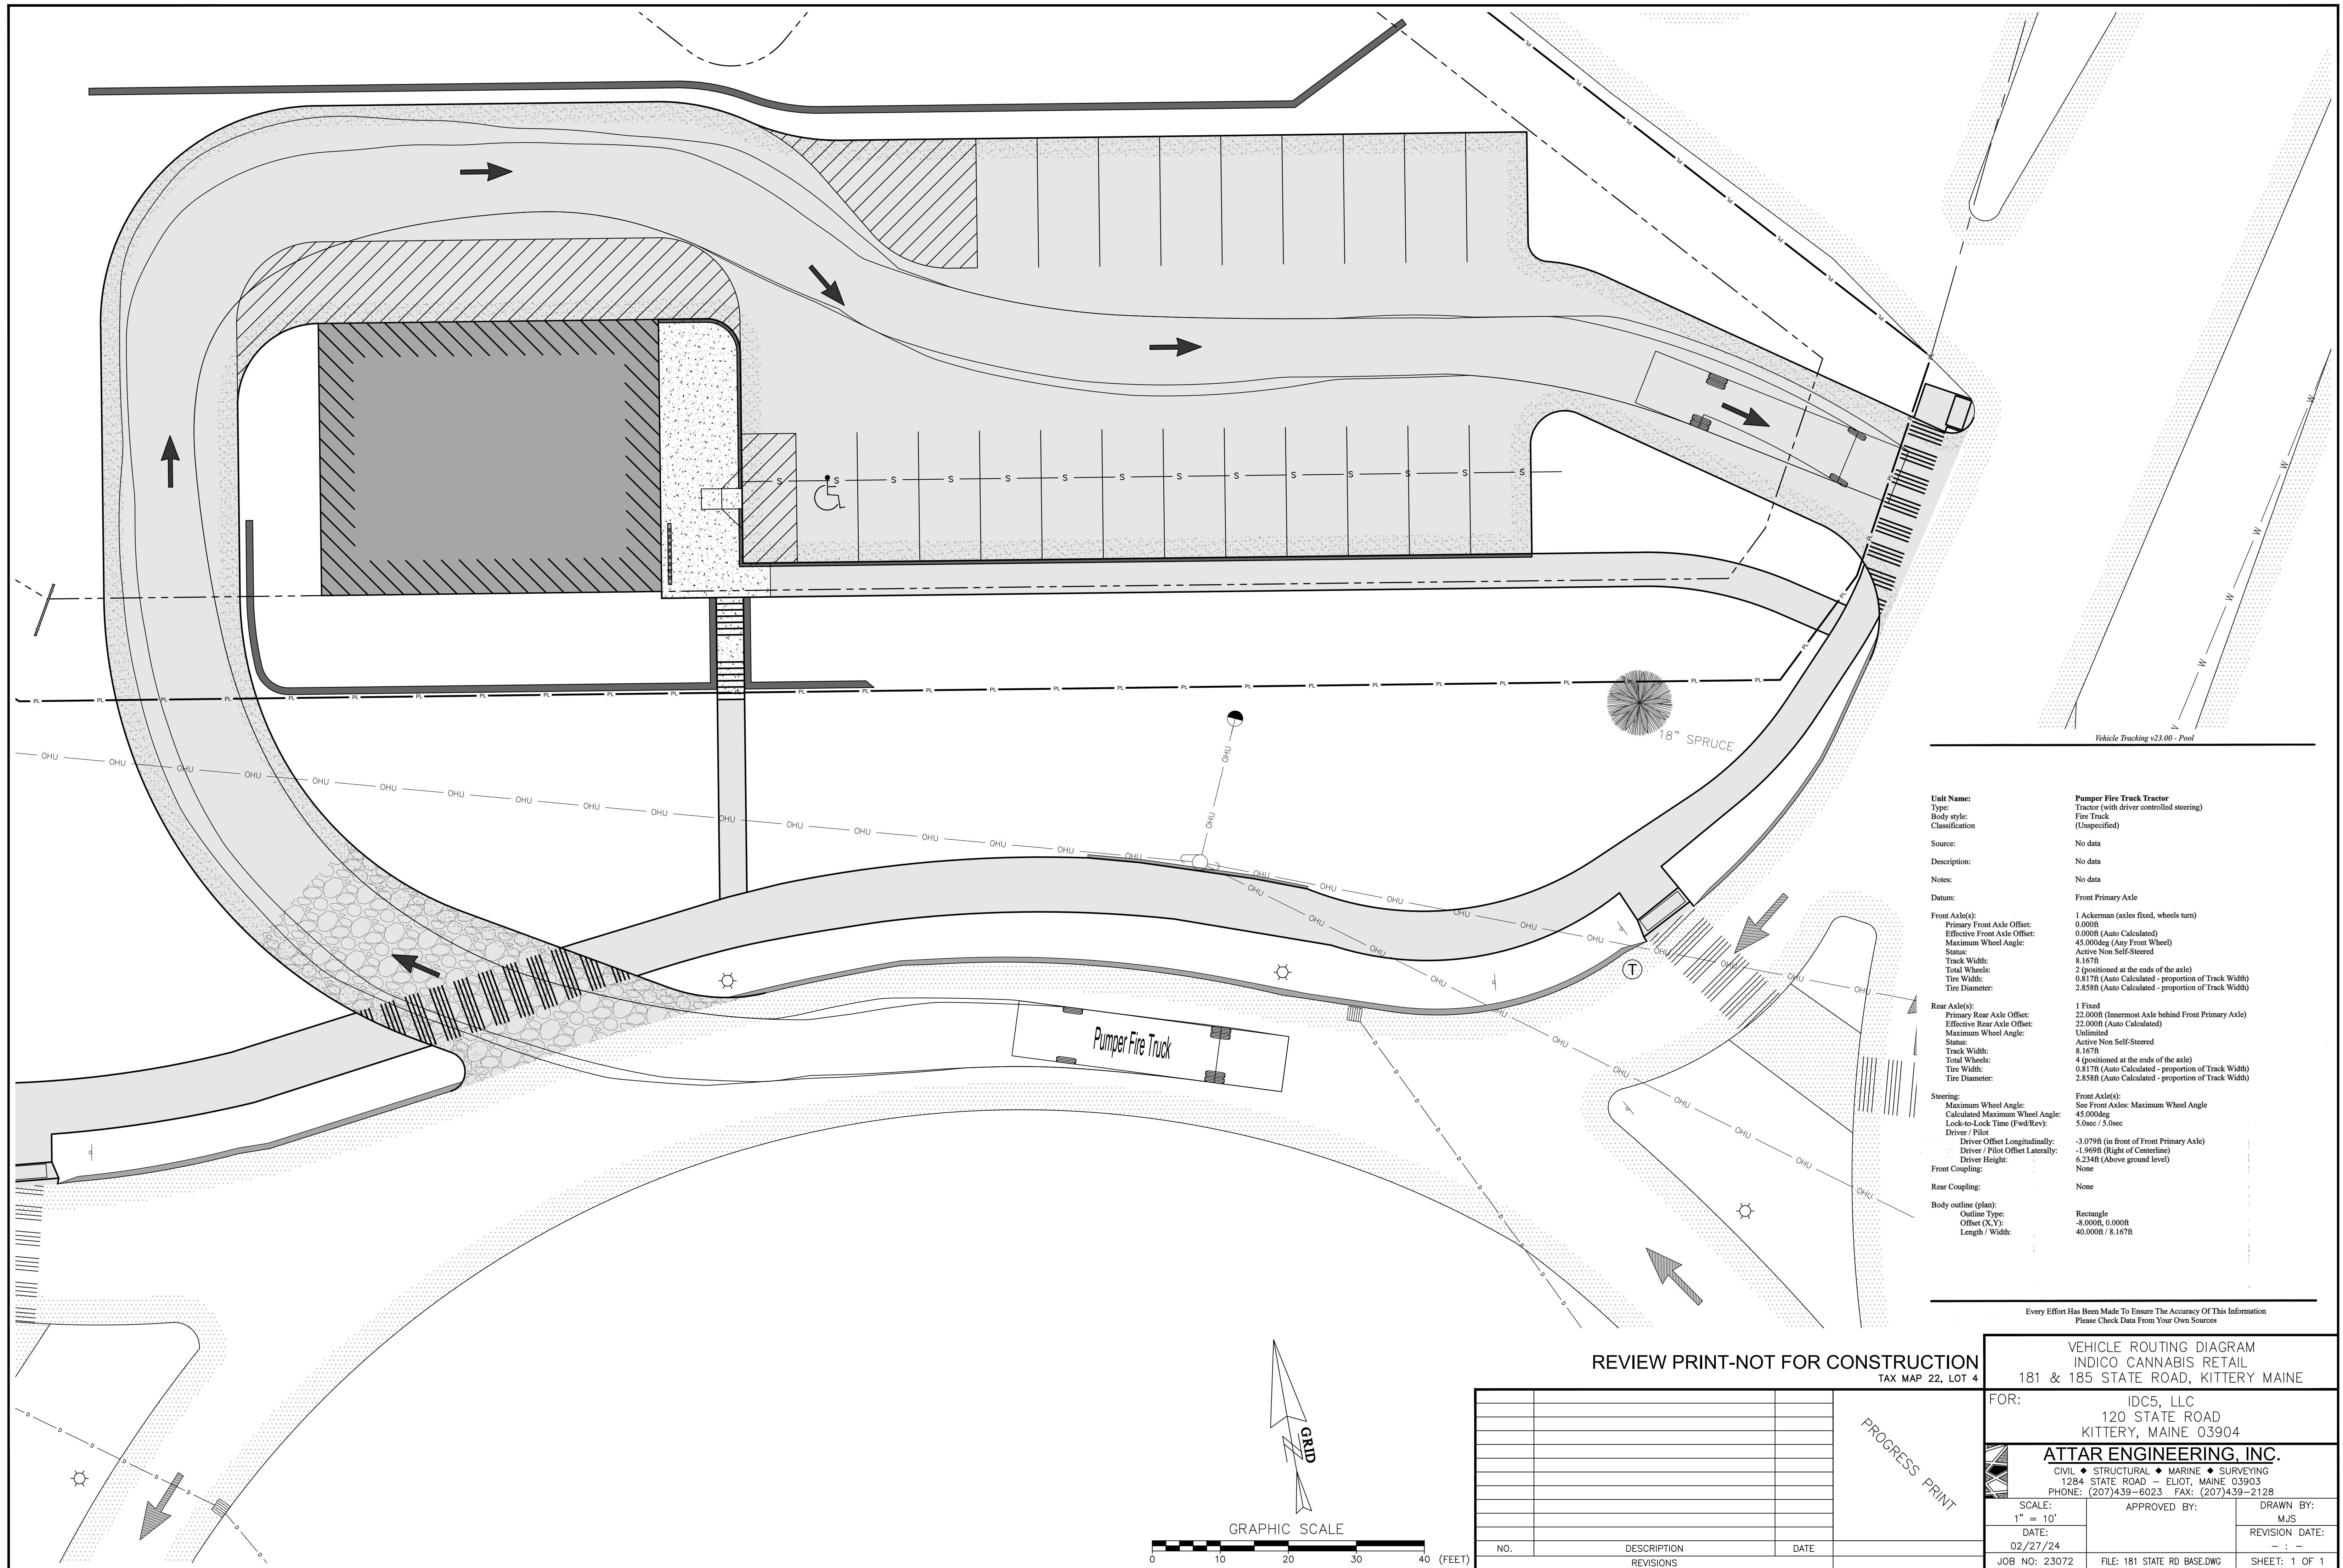 18" SPRUCE
Pumper Fire Truck
T
Vehicle Tracking v23.00 - Pool
Unit Name: Pumper Fire Truck Tractor
Type: Tractor (with driver controlled steering)
Body style: Fire Truck
Classification (Unspecified)
Source: No data
Description: No data
Notes: No data
Datum: Front Primary Axle
Front Axle(s): 1 Ackerman (axles fixed, wheels turn)
Primary Front Axle Offset: 0.000ft
Effective Front Axle Offset: 0.000ft (Auto Calculated)
Maximum Wheel Angle: 45.000deg (Any Front Wheel)
Status: Active Non Self-Steered
Track Width: 8.167ft
Total Wheels: 2 (positioned at the ends of the axle)
Tire Width: 0.817ft (Auto Calculated - proportion of Track Width)
Tire Diameter: 2.858ft (Auto Calculated - proportion of Track Width)
Rear Axle(s): 1 Fixed
Primary Rear Axle Offset: 22.000ft (Innermost Axle behind Front Primary Axle)
Effective Rear Axle Offset: 22.000ft (Auto Calculated)
Maximum Wheel Angle: Unlimited
Status: Active Non Self-Steered
Track Width: 8.167ft
Total Wheels: 4 (positioned at the ends of the axle)
Tire Width: 0.817ft (Auto Calculated - proportion of Track Width)
Tire Diameter: 2.858ft (Auto Calculated - proportion of Track Width)
Steering: Front Axle(s):
Maximum Wheel Angle: See Front Axles: Maximum Wheel Angle
Calculated Maximum Wheel Angle: 45.000deg
Lock-to-Lock Time (Fwd/Rev): 5.0sec / 5.0sec
Driver / Pilot
Driver Offset Longitudinally: -3.079ft (in front of Front Primary Axle)
Driver / Pilot Offset Laterally: -1.969ft (Right of Centerline)
Driver Height: 6.234ft (Above ground level)
Front Coupling: None
Rear Coupling: None
Body outline (plan):
Outline Type: Rectangle
Offset (X,Y): -8.000ft, 0.000ft
Length / Width: 40.000ft / 8.167ft
Every Effort Has Been Made To Ensure The Accuracy Of This Information
Please Check Data From Your Own Sources
REVIEW PRINT-NOT FOR CONSTRUCTION
TAX MAP 22, LOT 4
GRID
GRAPHIC SCALE
0 10 20 30 40 (FEET)
PROGRESS PRINT
NO. DESCRIPTION DATE
REVISIONS
VEHICLE ROUTING DIAGRAM
INDICO CANNABIS RETAIL
181 & 185 STATE ROAD, KITTERY MAINE
FOR: IDC5, LLC
120 STATE ROAD
KITTERY, MAINE 03904
ATTAR ENGINEERING, INC.
CIVIL ◆ STRUCTURAL ◆ MARINE ◆ SURVEYING
1284 STATE ROAD – ELIOT, MAINE 03903
PHONE: (207)439–6023 FAX: (207)439–2128
SCALE: APPROVED BY: DRAWN BY:
1" = 10' MJS
DATE: REVISION DATE:
02/27/24 – : –
JOB NO: 23072 FILE: 181 STATE RD BASE.DWG SHEET: 1 OF 1